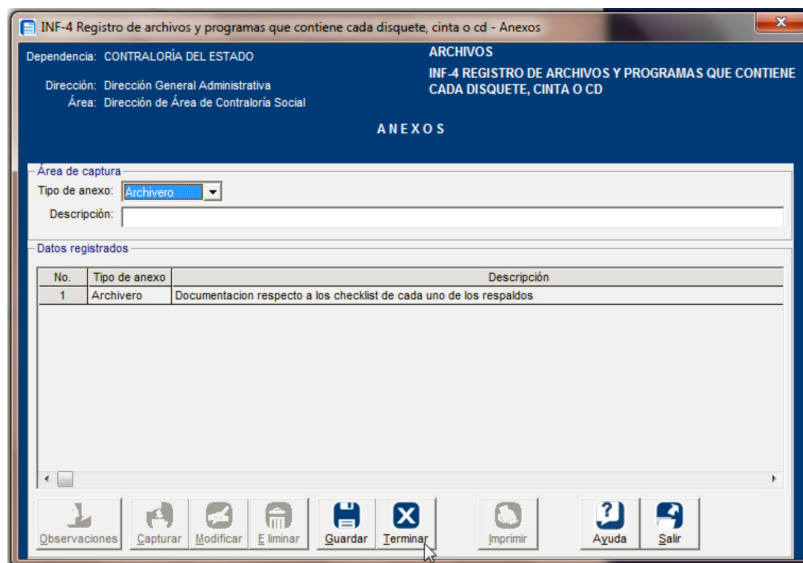 INF-4 Registro de archivos y programas que contiene cada disquete, cinta o cd - Anexos
Dependencia: CONTRALORÍA DEL ESTADO
ARCHIVOS
INF-4 REGISTRO DE ARCHIVOS Y PROGRAMAS QUE CONTIENE
CADA DISQUETE, CINTA O CD
Dirección: Dirección General Administrativa
Área: Dirección de Área de Contraloría Social
ANEXOS
Área de captura
Tipo de anexo: Archivero
Descripción:
Datos registrados
No. Tipo de anexo Descripción
1 Archivero Documentacion respecto a los checklist de cada uno de los respaldos
Observaciones Capturar Modificar E liminar Guardar Terminar Imprimir Ayuda Salir